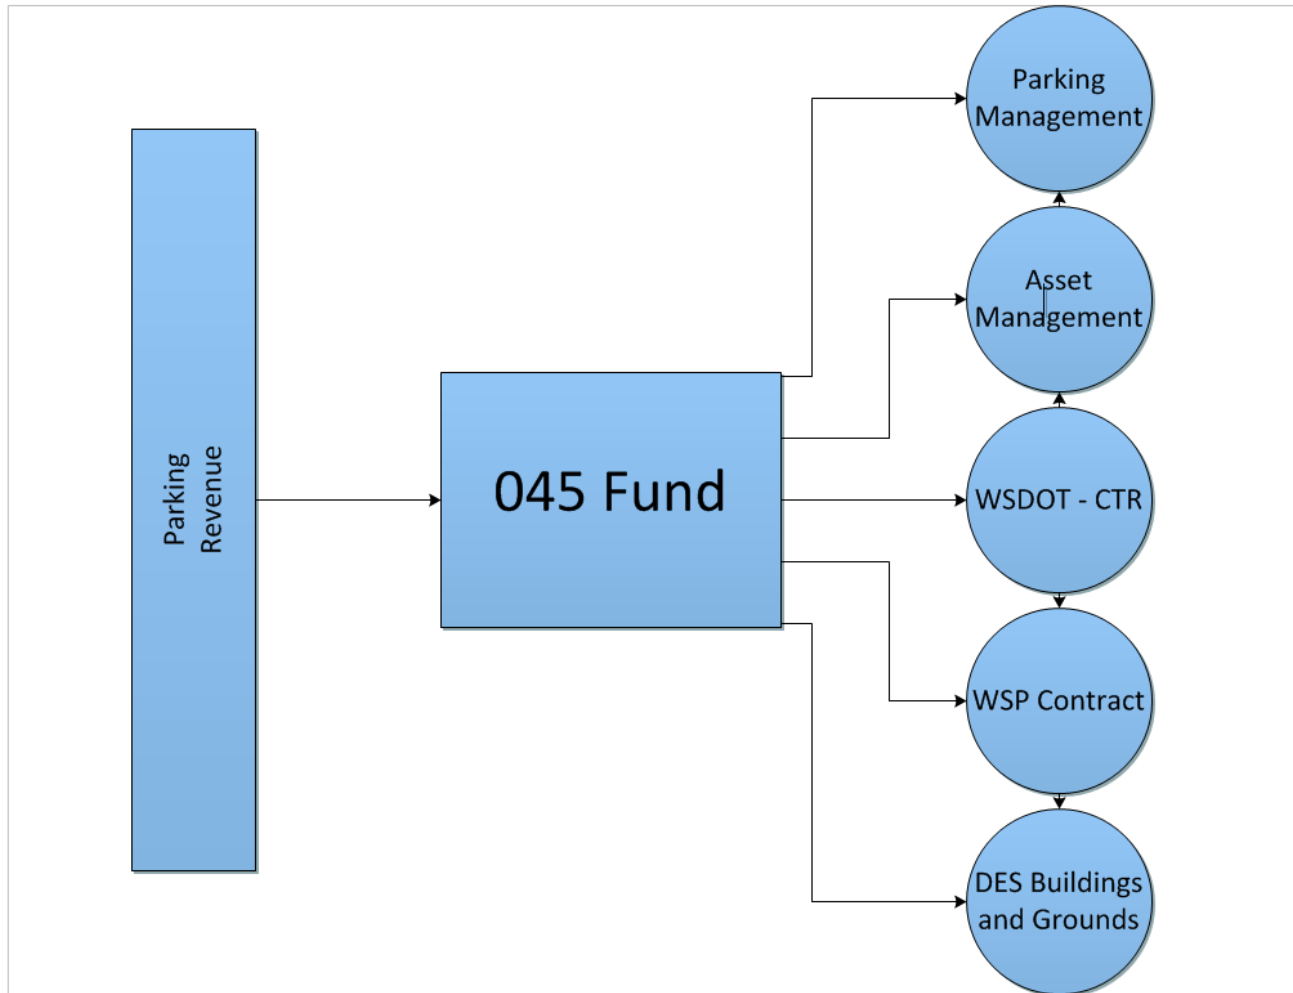 Parking
Revenue
045 Fund
Parking
Management
Asset
Management
WSDOT - CTR
WSP Contract
DES Buildings
and Grounds